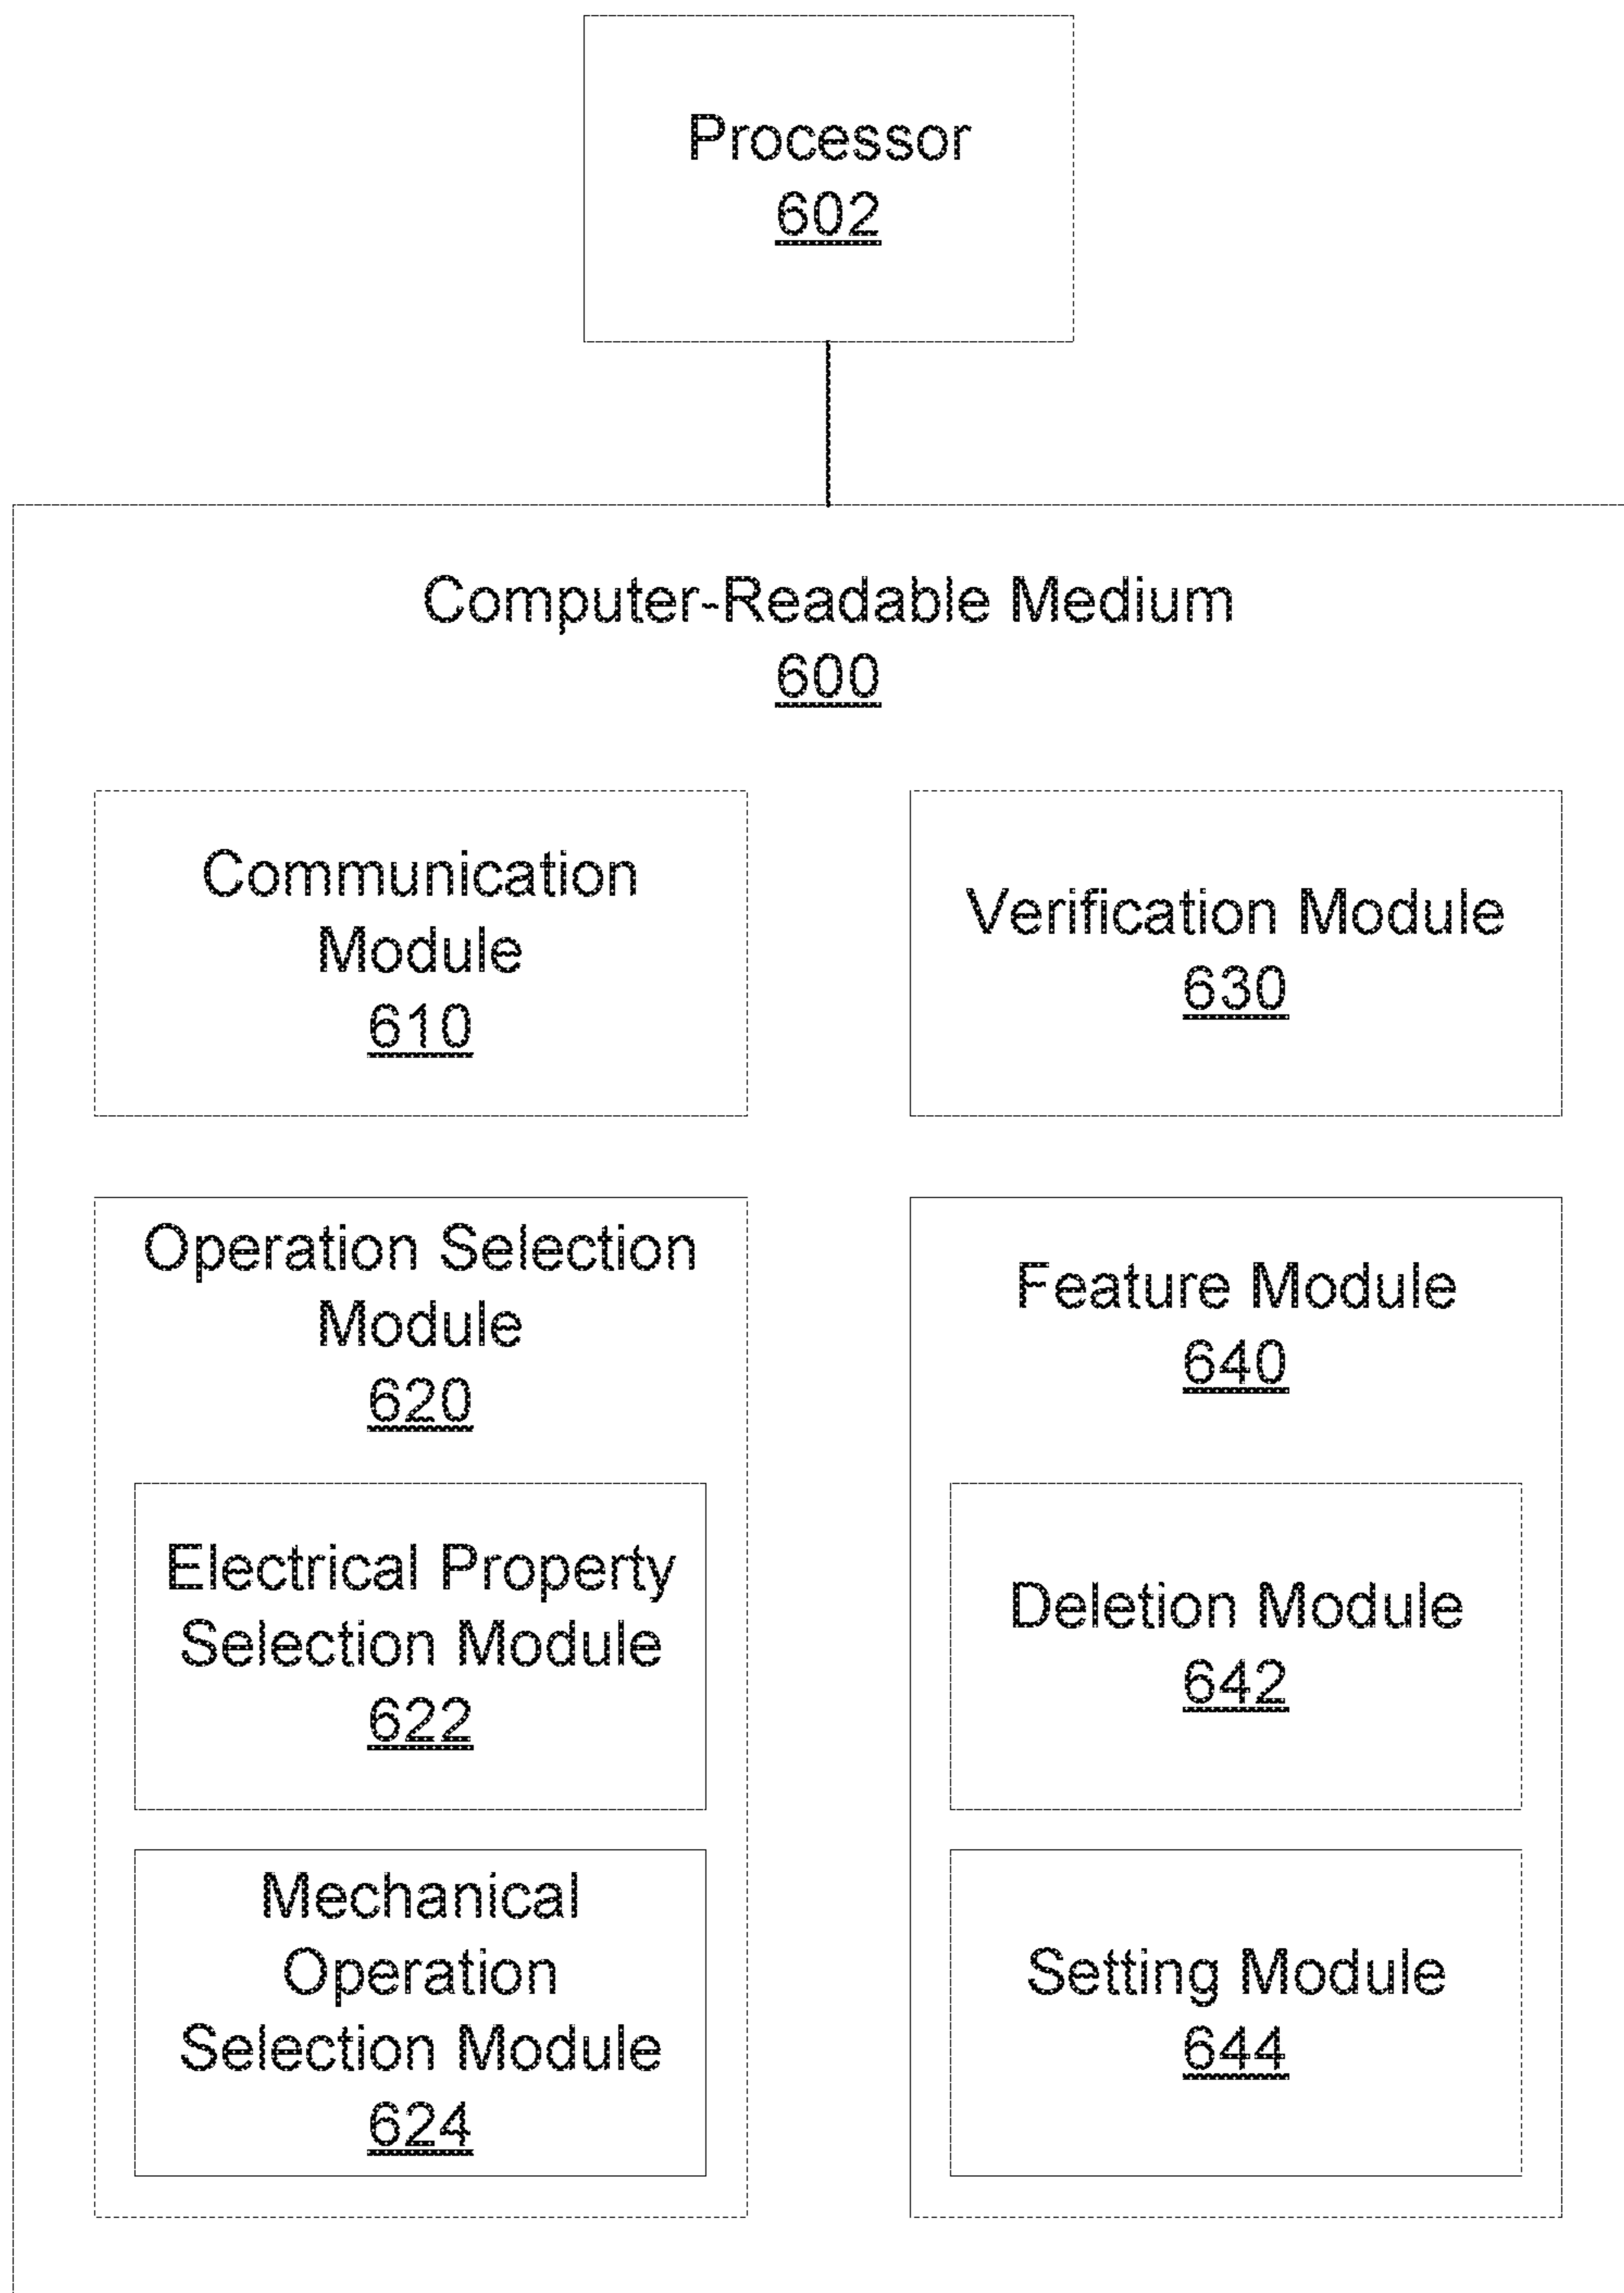 Processor
602
Computer-Readable Medium
600
Communication
Module
610
Verification Module
630
Operation Selection
Module
620
Electrical Property
Selection Module
622
Mechanical
Operation
Selection Module
624
Feature Module
640
Deletion Module
642
Setting Module
644